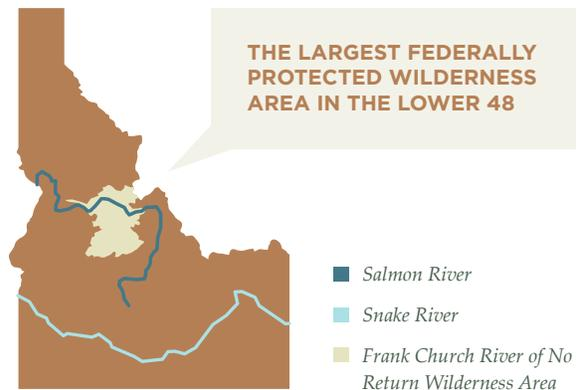 THE LARGEST FEDERALLY
PROTECTED WILDERNESS
AREA IN THE LOWER 48
Salmon River
Snake River
Frank Church River of No
Return Wilderness Area